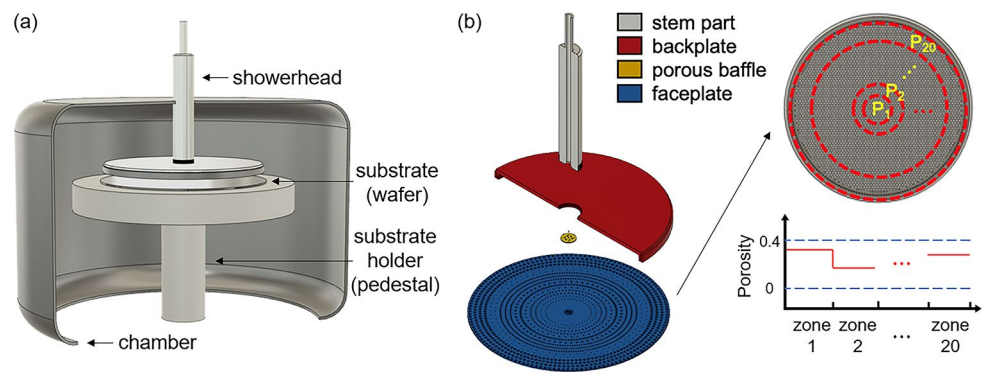 (a)
showerhead
substrate
(wafer)
substrate
holder
(pedestal)
chamber
(b)
stem part
backplate
porous baffle
faceplate
P20
...
P2
P1
...
Porosity
0.4
0
...
zone zone ... zone
1 2 20